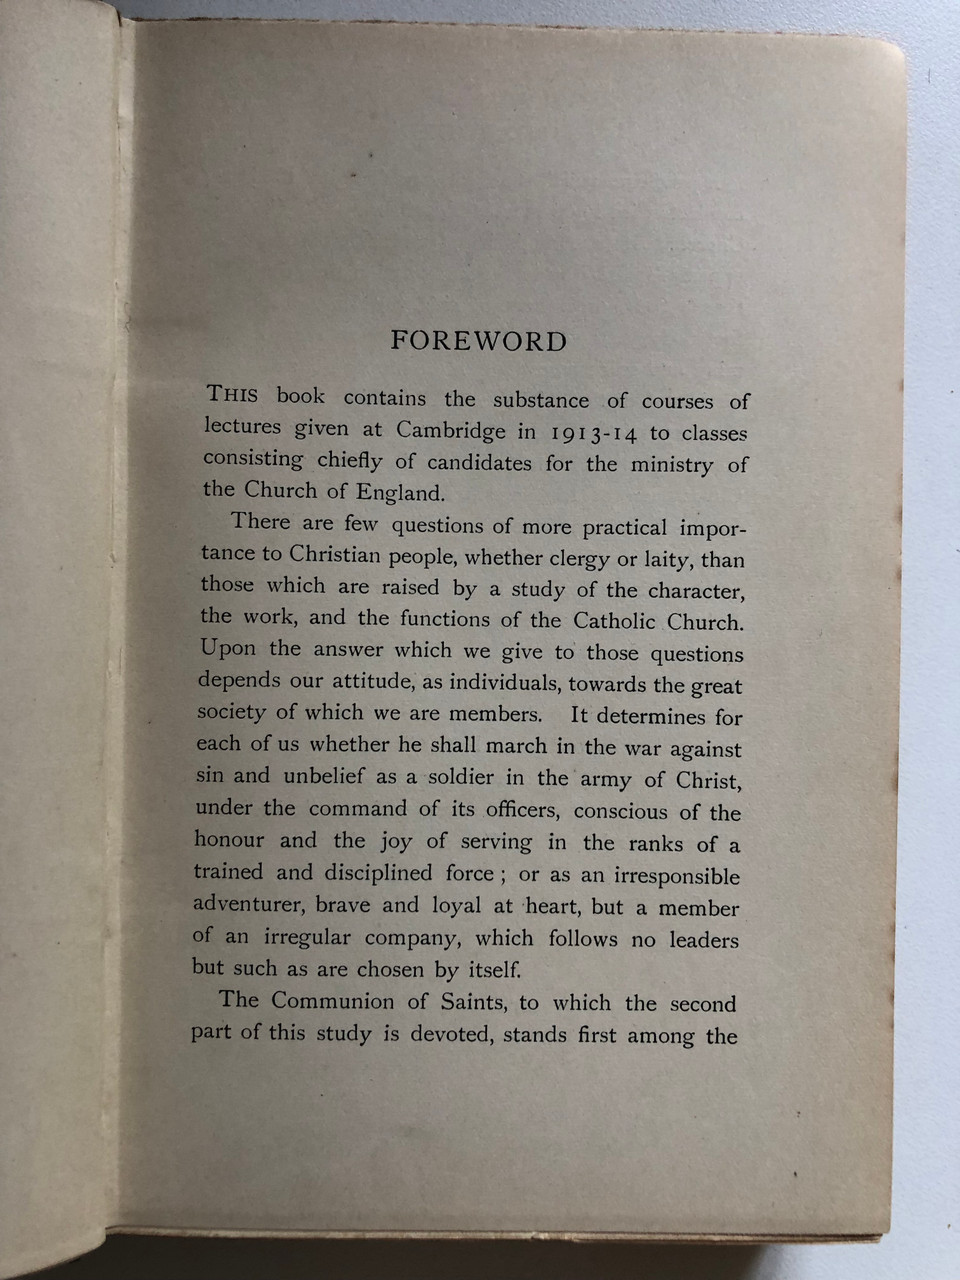 FOREWORD
THIS book contains the substance of courses of
lectures given at Cambridge in 1913-14 to classes
consisting chiefly of candidates for the ministry of
the Church of England.
There are few questions of more practical impor-
tance to Christian people, whether clergy or laity, than
those which are raised by a study of the character,
the work, and the functions of the Catholic Church.
Upon the answer which we give to those questions
depends our attitude, as individuals, towards the great
society of which we are members. It determines for
each of us whether he shall march in the war against
sin and unbelief as a soldier in the army of Christ,
under the command of its officers, conscious of the
honour and the joy of serving in the ranks of a
trained and disciplined force ; or as an irresponsible
adventurer, brave and loyal at heart, but a member
of an irregular company, which follows no leaders
but such as are chosen by itself.
The Communion of Saints, to which the second
part of this study is devoted, stands first among the